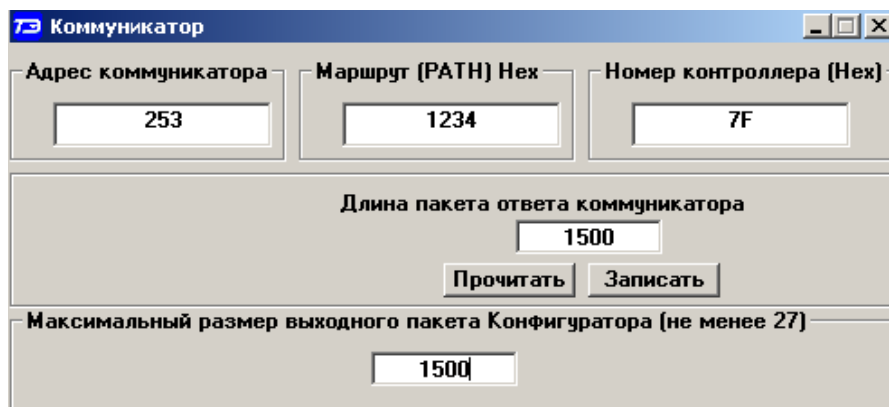 ТЭ Коммуникатор
Адрес коммуникатора Маршрут (PATH) Hex Номер контроллера (Hex)
253 1234 7F
Длина пакета ответа коммуникатора
1500
Прочитать Записать
Максимальный размер выходного пакета Конфигуратора (не менее 27)
1500